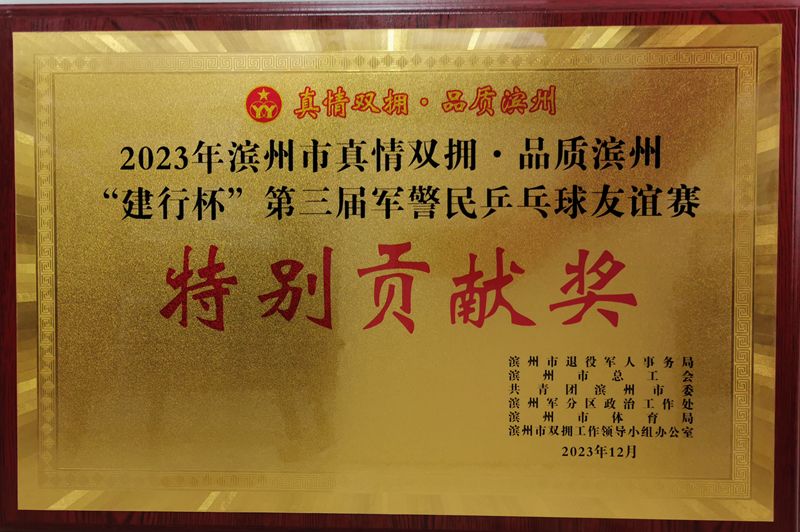 真情双拥·品质滨州
2023年滨州市真情双拥·品质滨州
“建行杯”第三届军警民乒乓球友谊赛
特别贡献奖
滨州市退役军人事务局
滨州市总工会
共青团滨州市委
滨州军分区政治工作处
滨州市体育局
滨州市双拥工作领导小组办公室
2023年12月